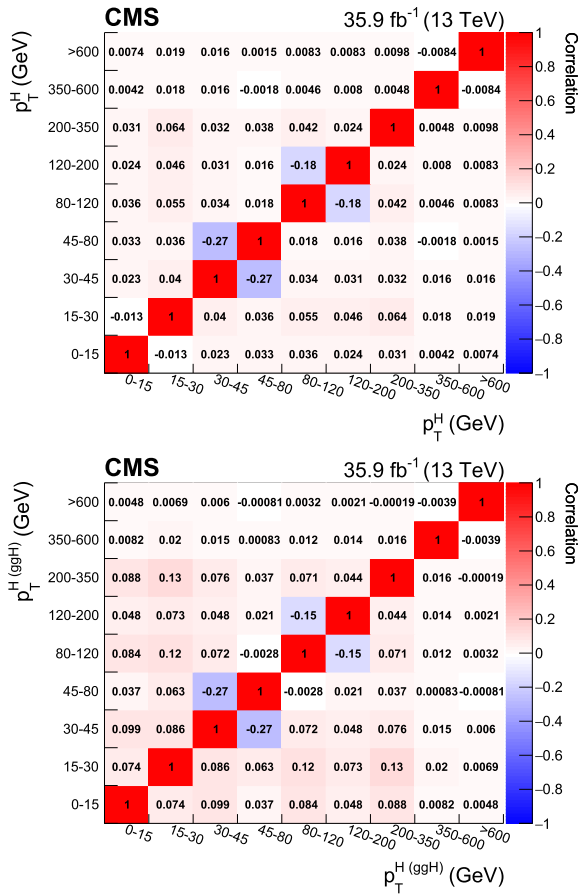 CMS 35.9 fb⁻¹ (13 TeV)
p_T^H (GeV)
Correlation
>600 0.0074 0.019 0.016 0.0015 0.0083 0.0083 0.0098 -0.0084 1
350-600 0.0042 0.018 0.016 -0.0018 0.0046 0.008 0.0048 1 -0.0084
200-350 0.031 0.064 0.032 0.038 0.042 0.024 1 0.0048 0.0098
120-200 0.024 0.046 0.031 0.016 -0.18 1 0.024 0.008 0.0083
80-120 0.036 0.055 0.034 0.018 1 -0.18 0.042 0.0046 0.0083
45-80 0.033 0.036 -0.27 1 0.018 0.016 0.038 -0.0018 0.0015
30-45 0.023 0.04 1 -0.27 0.034 0.031 0.032 0.016 0.016
15-30 -0.013 1 0.04 0.036 0.055 0.046 0.064 0.018 0.019
0-15 1 -0.013 0.023 0.033 0.036 0.024 0.031 0.0042 0.0074
0-15 15-30 30-45 45-80 80-120 120-200 200-350 350-600 >600
p_T^H (GeV)
1
0.8
0.6
0.4
0.2
0
−0.2
−0.4
−0.6
−0.8
−1
CMS 35.9 fb⁻¹ (13 TeV)
p_T^H (ggH) (GeV)
Correlation
>600 0.0048 0.0069 0.006 -0.00081 0.0032 0.0021 -0.00019 -0.0039 1
350-600 0.0082 0.02 0.015 0.00083 0.012 0.014 0.016 1 -0.0039
200-350 0.088 0.13 0.076 0.037 0.071 0.044 1 0.016 -0.00019
120-200 0.048 0.073 0.048 0.021 -0.15 1 0.044 0.014 0.0021
80-120 0.084 0.12 0.072 -0.0028 1 -0.15 0.071 0.012 0.0032
45-80 0.037 0.063 -0.27 1 -0.0028 0.021 0.037 0.00083 -0.00081
30-45 0.099 0.086 1 -0.27 0.072 0.048 0.076 0.015 0.006
15-30 0.074 1 0.086 0.063 0.12 0.073 0.13 0.02 0.0069
0-15 1 0.074 0.099 0.037 0.084 0.048 0.088 0.0082 0.0048
0-15 15-30 30-45 45-80 80-120 120-200 200-350 350-600 >600
p_T^H (ggH) (GeV)
1
0.8
0.6
0.4
0.2
0
−0.2
−0.4
−0.6
−0.8
−1